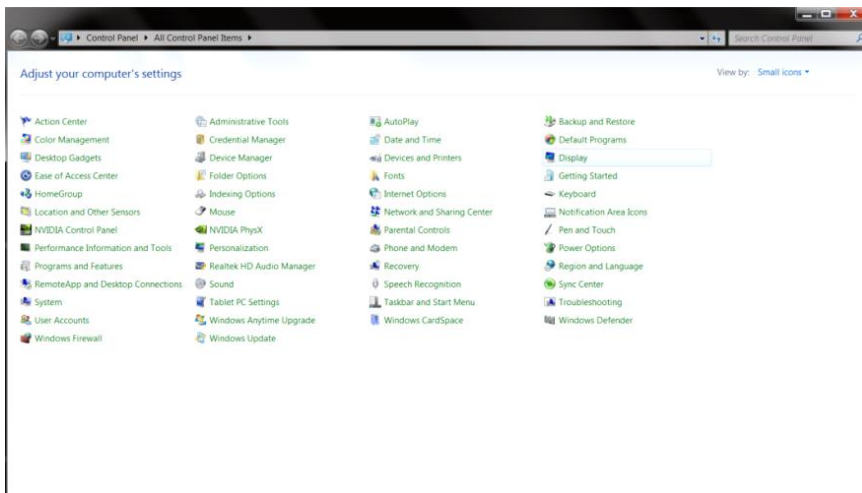 Control Panel ▸ All Control Panel Items ▸ Search Control Panel
Adjust your computer's settings View by: Small icons
Action Center Administrative Tools AutoPlay Backup and Restore
Color Management Credential Manager Date and Time Default Programs
Desktop Gadgets Device Manager Devices and Printers Display
Ease of Access Center Folder Options Fonts Getting Started
HomeGroup Indexing Options Internet Options Keyboard
Location and Other Sensors Mouse Network and Sharing Center Notification Area Icons
NVIDIA Control Panel NVIDIA PhysX Parental Controls Pen and Touch
Performance Information and Tools Personalization Phone and Modem Power Options
Programs and Features Realtek HD Audio Manager Recovery Region and Language
RemoteApp and Desktop Connections Sound Speech Recognition Sync Center
System Tablet PC Settings Taskbar and Start Menu Troubleshooting
User Accounts Windows Anytime Upgrade Windows CardSpace Windows Defender
Windows Firewall Windows Update